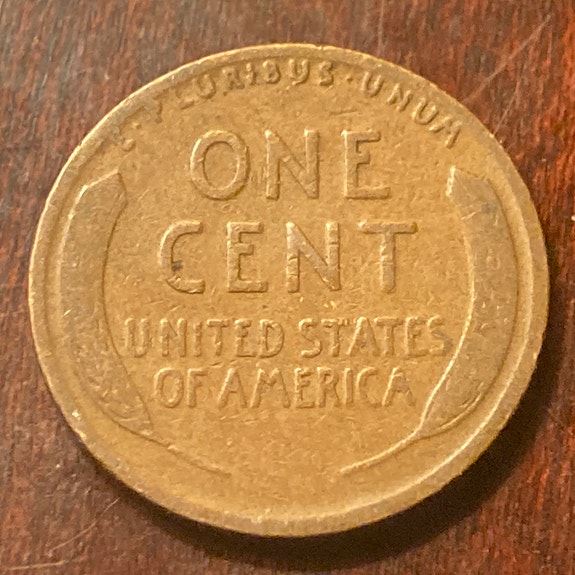 E·PLURIBUS·UNUM
ONE
CENT
UNITED STATES
OF AMERICA